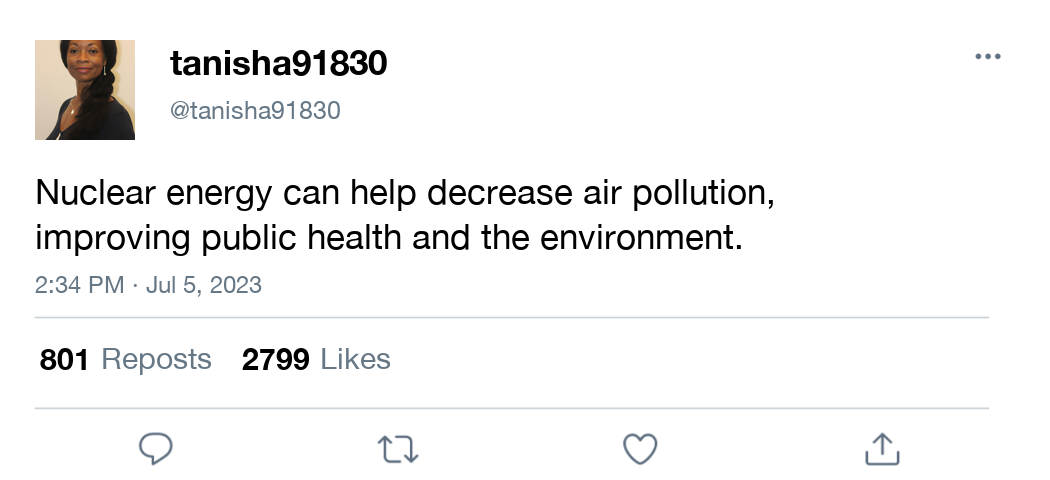 tanisha91830
@tanisha91830
Nuclear energy can help decrease air pollution,
improving public health and the environment.
2:34 PM · Jul 5, 2023
801 Reposts 2799 Likes